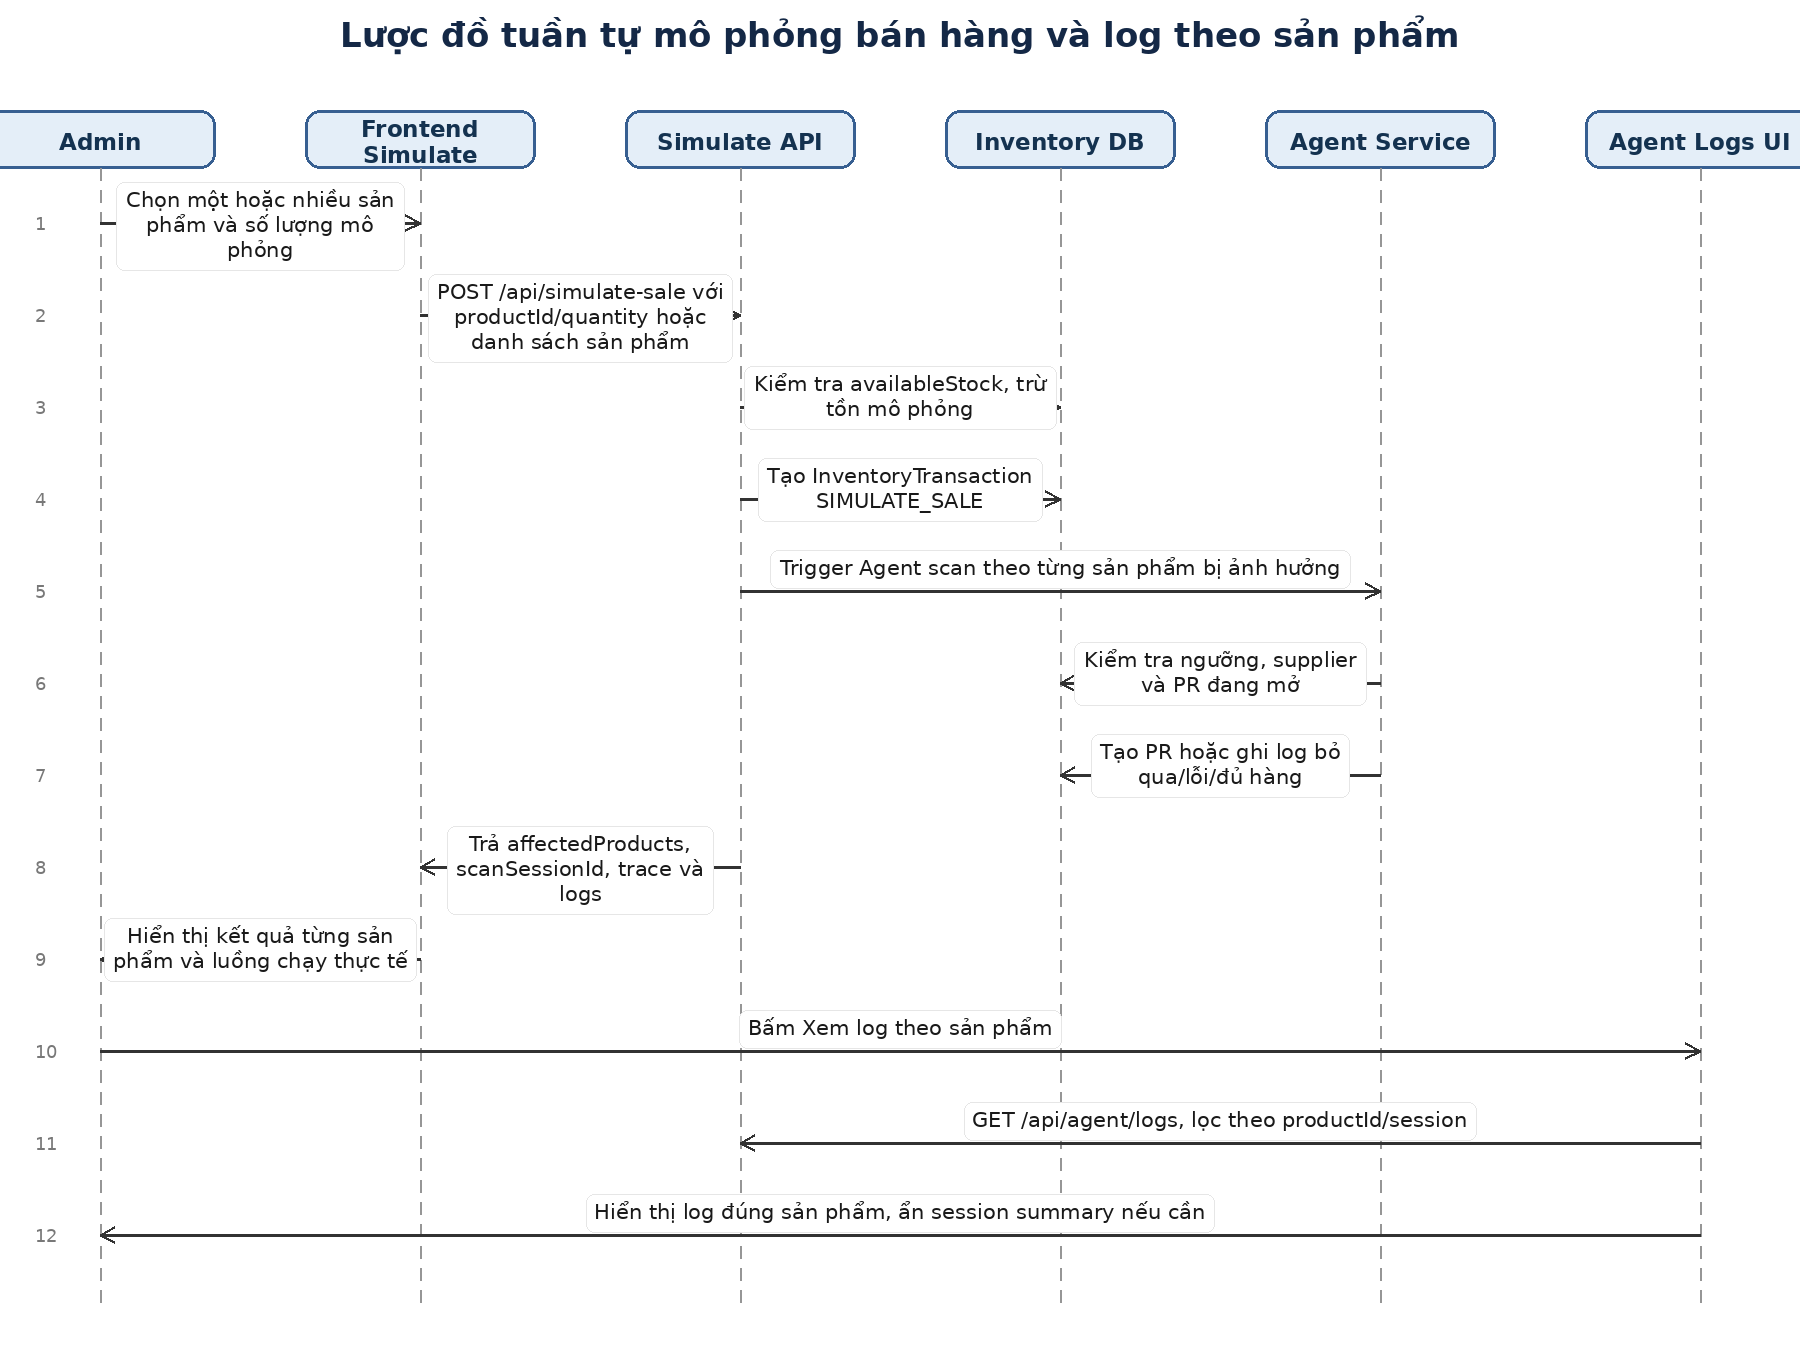 Lược đồ tuần tự mô phỏng bán hàng và log theo sản phẩm
Admin
Frontend
Simulate
Simulate API
Inventory DB
Agent Service
Agent Logs UI
1
Chọn một hoặc nhiều sản
phẩm và số lượng mô
phỏng
2
POST /api/simulate-sale với
productId/quantity hoặc
danh sách sản phẩm
3
Kiểm tra availableStock, trừ
tồn mô phỏng
4
Tạo InventoryTransaction
SIMULATE_SALE
5
Trigger Agent scan theo từng sản phẩm bị ảnh hưởng
6
Kiểm tra ngưỡng, supplier
và PR đang mở
7
Tạo PR hoặc ghi log bỏ
qua/lỗi/đủ hàng
8
Trả affectedProducts,
scanSessionId, trace và
logs
9
Hiển thị kết quả từng sản
phẩm và luồng chạy thực tế
10
Bấm Xem log theo sản phẩm
11
GET /api/agent/logs, lọc theo productId/session
12
Hiển thị log đúng sản phẩm, ẩn session summary nếu cần